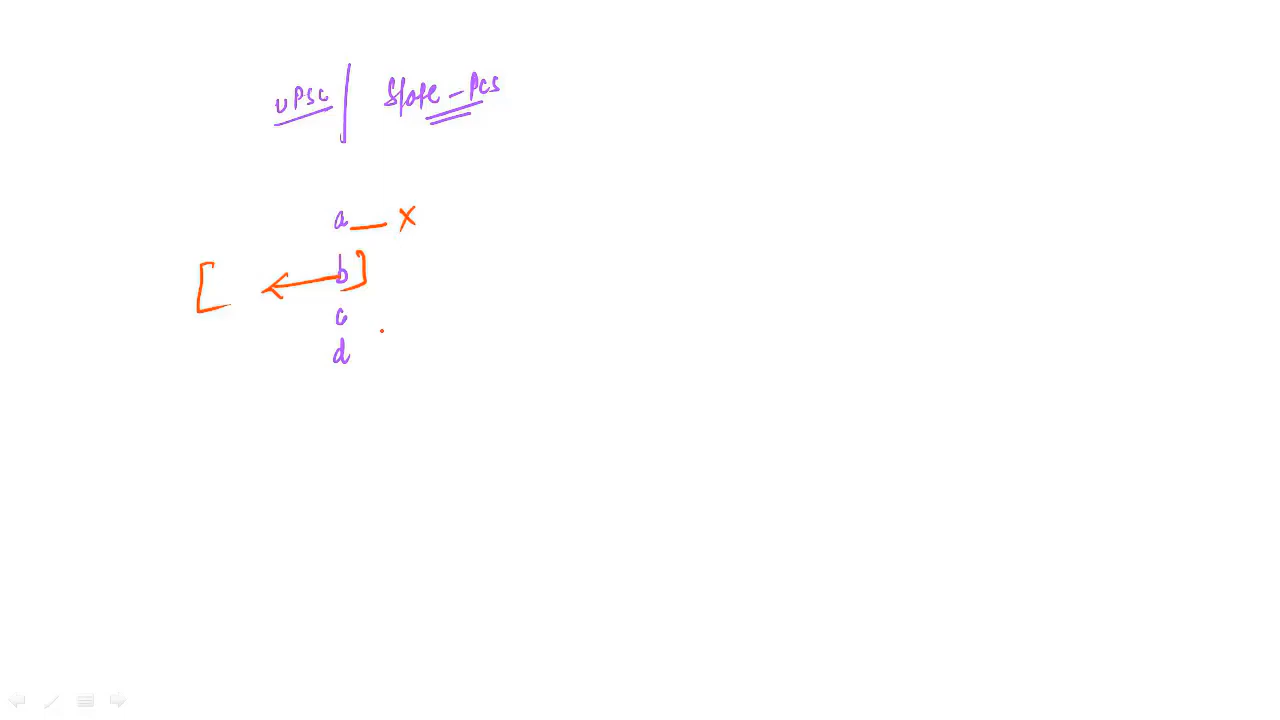 UPSC | State - PCS
a — x
b ]
c
d